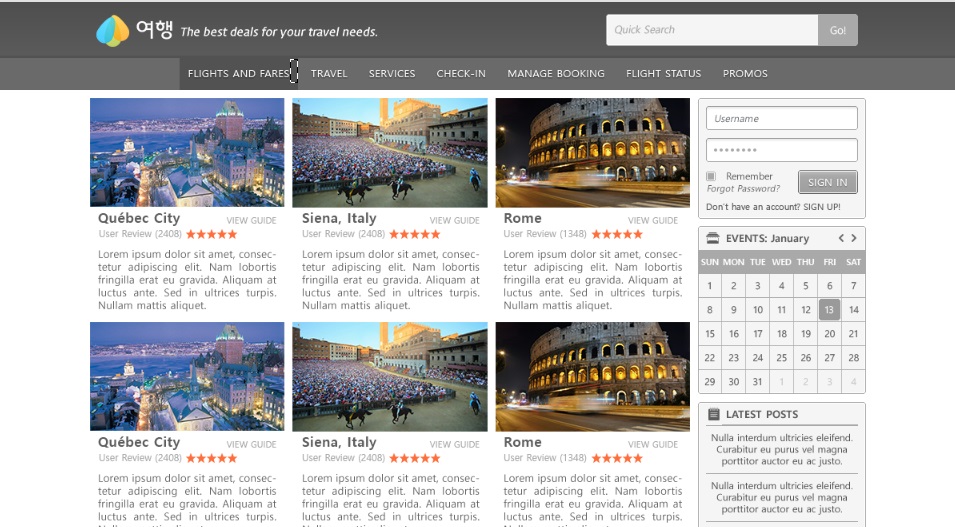 여행 The best deals for your travel needs.
Quick Search
Go!
FLIGHTS AND FARES TRAVEL SERVICES CHECK-IN MANAGE BOOKING FLIGHT STATUS PROMOS
Québec City
VIEW GUIDE
User Review (2408)
Lorem ipsum dolor sit amet, consec-
tetur adipiscing elit. Nam lobortis
fringilla erat eu gravida. Aliquam at
luctus ante. Sed in ultrices turpis.
Nullam mattis aliquet.
Siena, Italy
VIEW GUIDE
User Review (2408)
Lorem ipsum dolor sit amet, consec-
tetur adipiscing elit. Nam lobortis
fringilla erat eu gravida. Aliquam at
luctus ante. Sed in ultrices turpis.
Nullam mattis aliquet.
Rome
VIEW GUIDE
User Review (1348)
Lorem ipsum dolor sit amet, consec-
tetur adipiscing elit. Nam lobortis
fringilla erat eu gravida. Aliquam at
luctus ante. Sed in ultrices turpis.
Nullam mattis aliquet.
Québec City
VIEW GUIDE
User Review (2408)
Lorem ipsum dolor sit amet, consec-
tetur adipiscing elit. Nam lobortis
fringilla erat eu gravida. Aliquam at
luctus ante. Sed in ultrices turpis.
Siena, Italy
VIEW GUIDE
User Review (2408)
Lorem ipsum dolor sit amet, consec-
tetur adipiscing elit. Nam lobortis
fringilla erat eu gravida. Aliquam at
luctus ante. Sed in ultrices turpis.
Rome
VIEW GUIDE
User Review (1348)
Lorem ipsum dolor sit amet, consec-
tetur adipiscing elit. Nam lobortis
fringilla erat eu gravida. Aliquam at
luctus ante. Sed in ultrices turpis.
Username
Remember
Forgot Password?
SIGN IN
Don't have an account? SIGN UP!
EVENTS: January
SUN MON TUE WED THU FRI SAT
1 2 3 4 5 6 7
8 9 10 11 12 13 14
15 16 17 18 19 20 21
22 23 24 25 26 27 28
29 30 31 1 2 3 4
LATEST POSTS
Nulla interdum ultricies eleifend.
Curabitur eu purus vel magna
porttitor auctor eu ac justo.
Nulla interdum ultricies eleifend.
Curabitur eu purus vel magna
porttitor auctor eu ac justo.